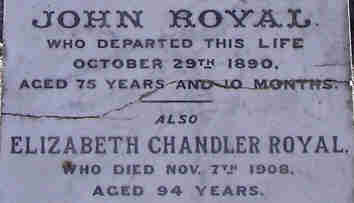 JOHN ROYAL.
WHO DEPARTED THIS LIFE
OCTOBER 29TH 1890,
AGED 75 YEARS AND 10 MONTHS.
ALSO
ELIZABETH CHANDLER ROYAL,
WHO DIED NOV. 7TH 1908,
AGED 94 YEARS.